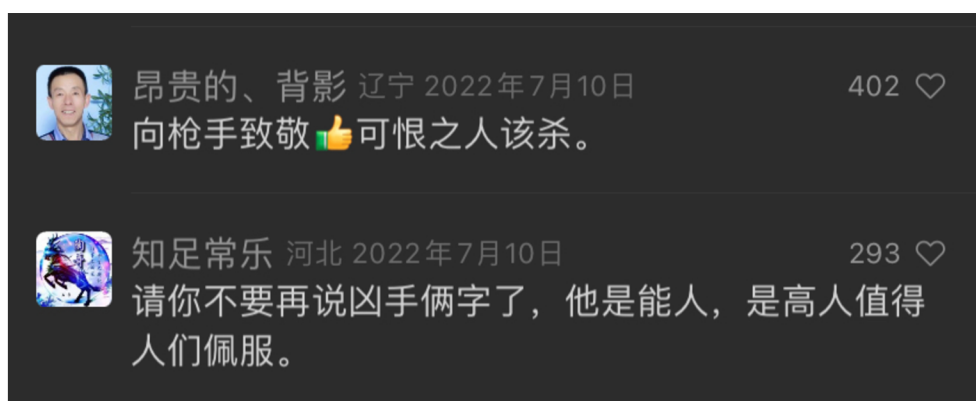 昂贵的、背影 辽宁 2022年7月10日 402
向枪手致敬👍可恨之人该杀。
知足常乐 河北 2022年7月10日 293
请你不要再说凶手俩字了，他是能人，是高人值得
人们佩服。